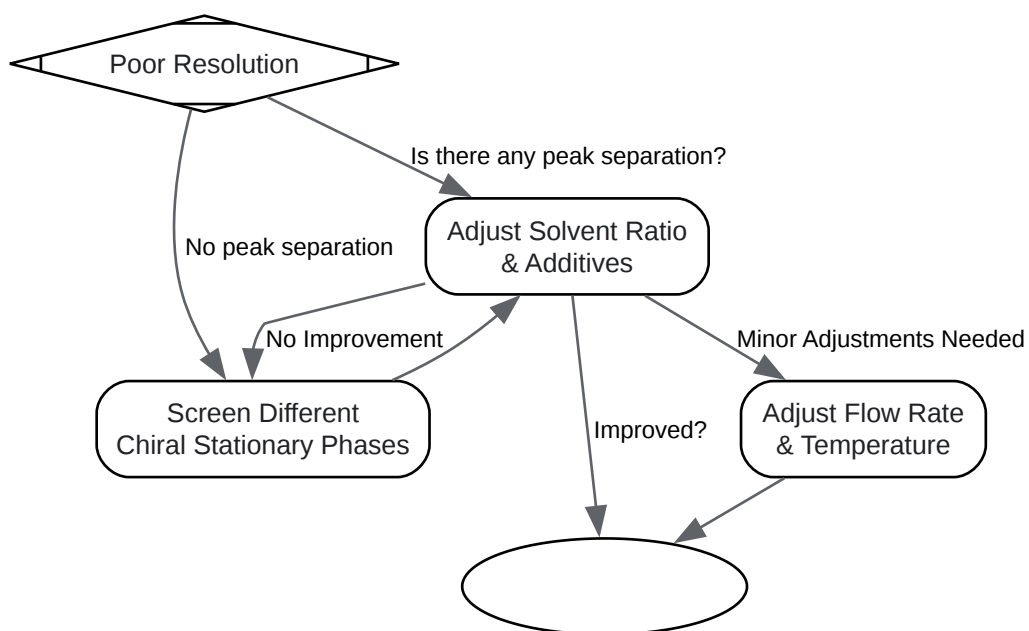 Poor Resolution
Is there any peak separation?
Adjust Solvent Ratio
& Additives
No peak separation
No Improvement
Minor Adjustments Needed
Screen Different
Chiral Stationary Phases
Adjust Flow Rate
& Temperature
Improved?